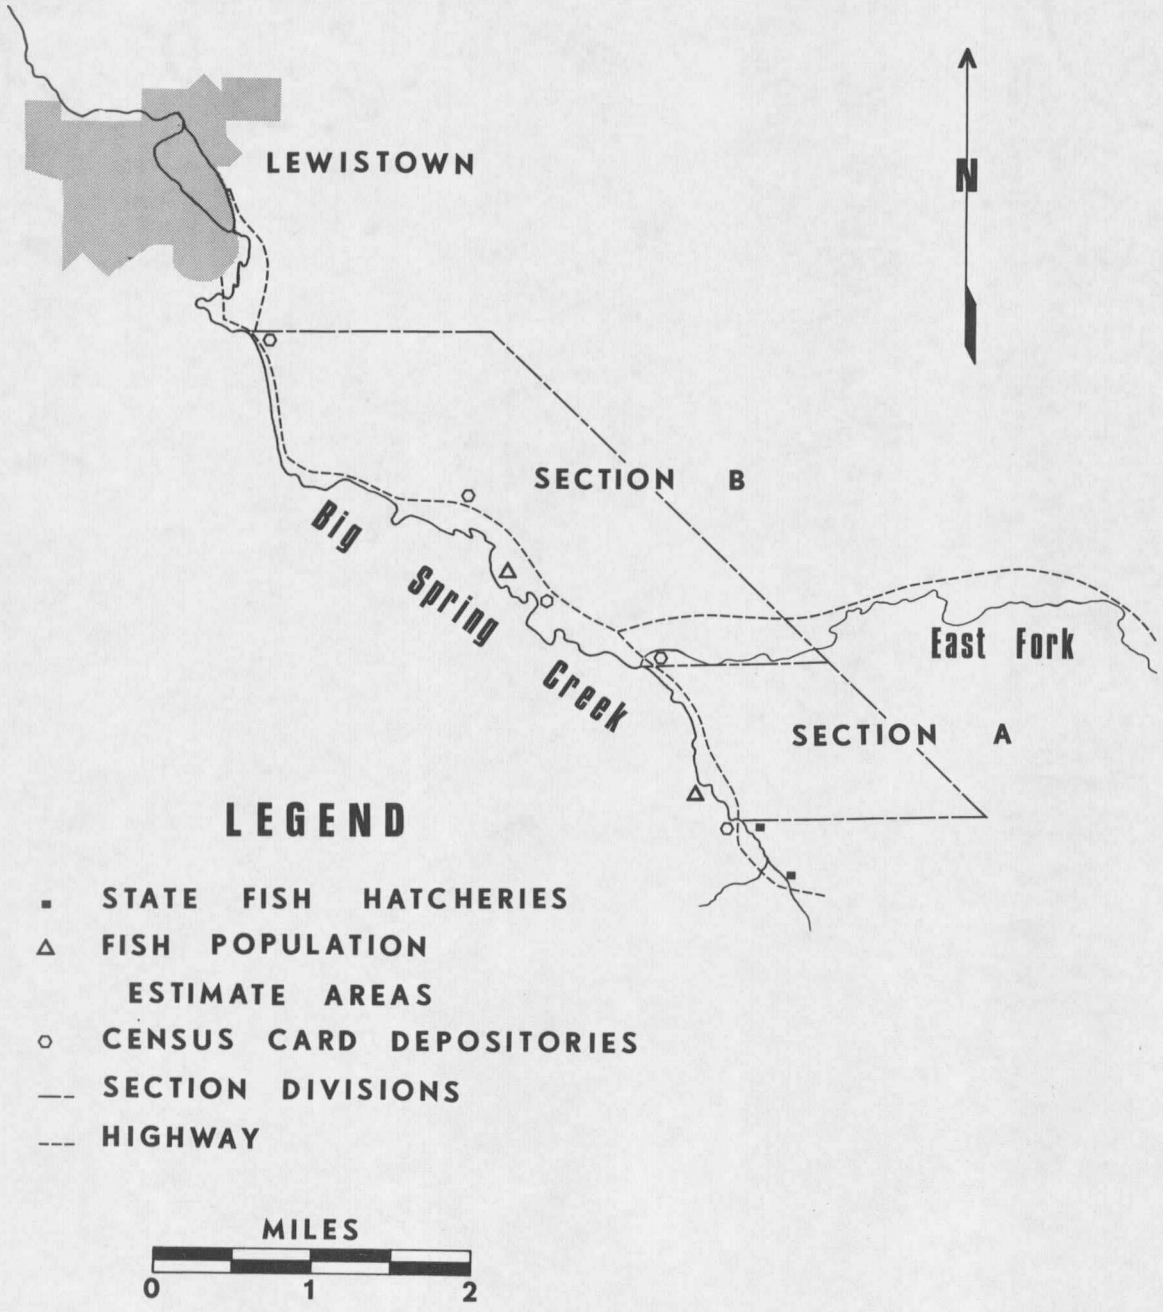 LEWISTOWN
N
SECTION B
Big Spring Creek
East Fork
SECTION A
LEGEND
STATE FISH HATCHERIES
FISH POPULATION
ESTIMATE AREAS
CENSUS CARD DEPOSITORIES
SECTION DIVISIONS
HIGHWAY
MILES
0 1 2